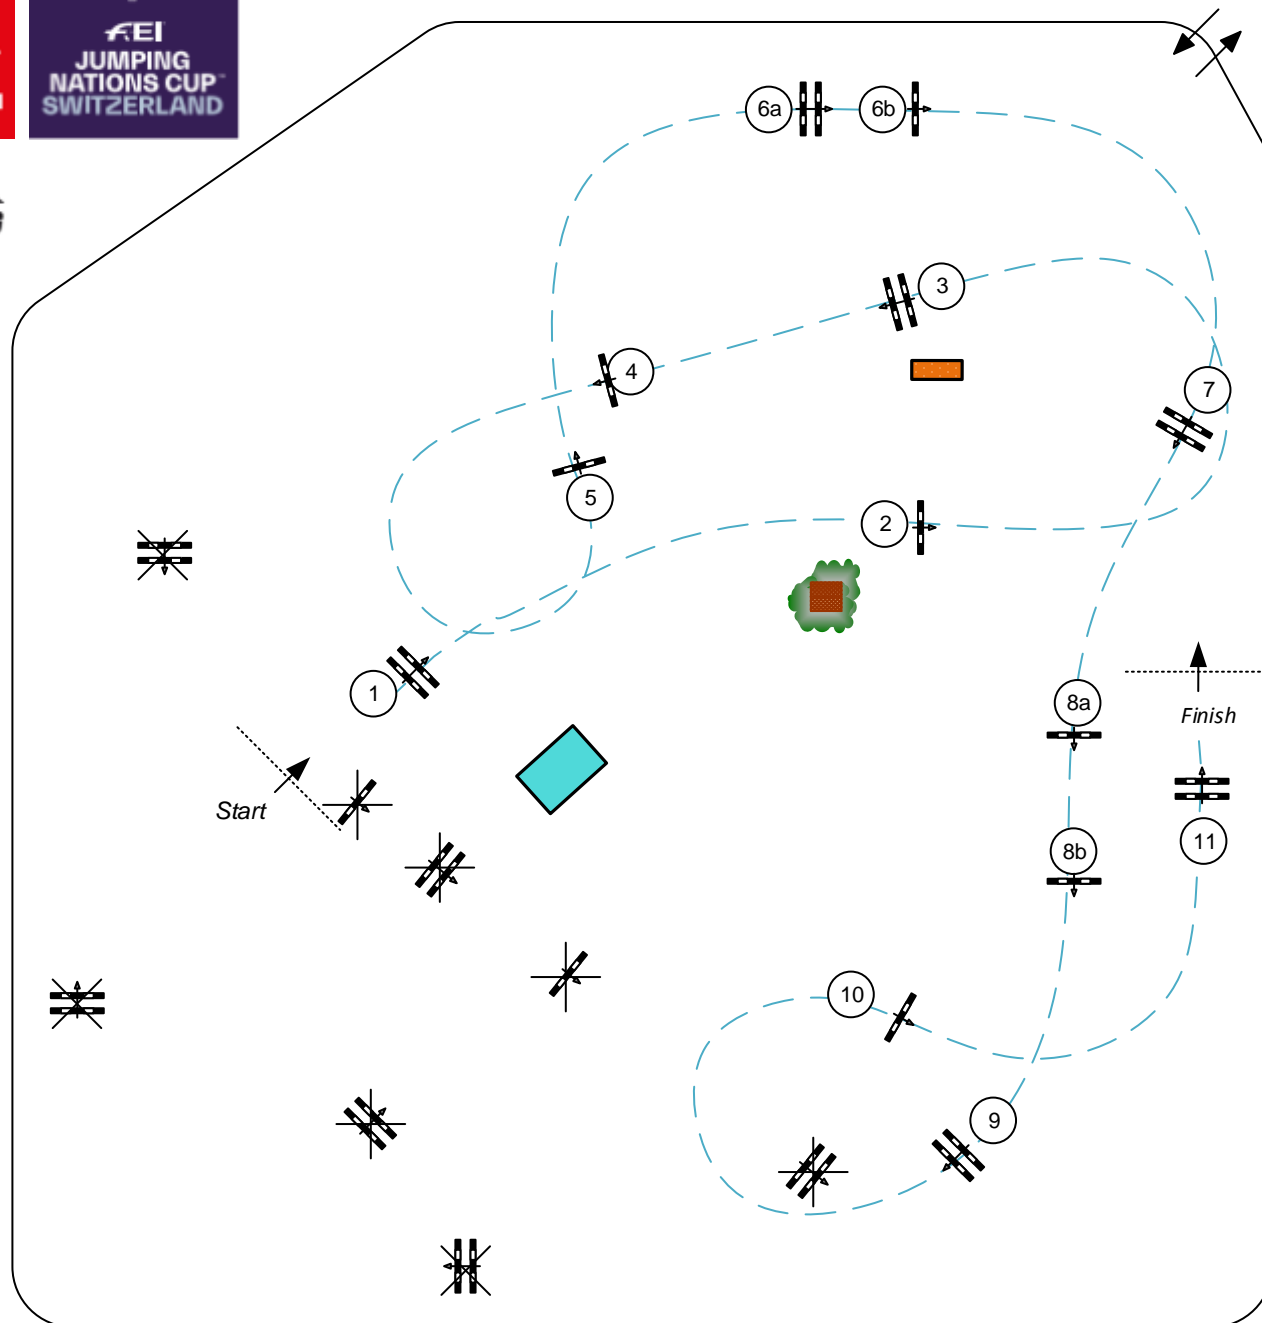 FEI
JUMPING
NATIONS CUP™
SWITZERLAND
6a
6b
3
4
7
5
2
1
8a
Finish
Start
11
8b
10
9